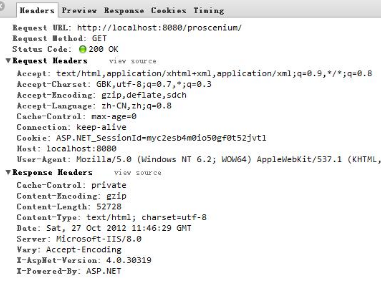 Headers Preview Response Cookies Timing
Request URL: http://localhost:8080/proscenium/
Request Method: GET
Status Code: 200 OK
Request Headers view source
Accept: text/html,application/xhtml+xml,application/xml;q=0.9,*/*;q=0.8
Accept-Charset: GBK,utf-8;q=0.7,*;q=0.3
Accept-Encoding: gzip,deflate,sdch
Accept-Language: zh-CN,zh;q=0.8
Cache-Control: max-age=0
Connection: keep-alive
Cookie: ASP.NET_SessionId=myc2esb4m0io50gf0t52jvtl
Host: localhost:8080
User-Agent: Mozilla/5.0 (Windows NT 6.2; WOW64) AppleWebKit/537.1 (KHTML,
Response Headers view source
Cache-Control: private
Content-Encoding: gzip
Content-Length: 52728
Content-Type: text/html; charset=utf-8
Date: Sat, 27 Oct 2012 11:46:29 GMT
Server: Microsoft-IIS/8.0
Vary: Accept-Encoding
X-AspNet-Version: 4.0.30319
X-Powered-By: ASP.NET